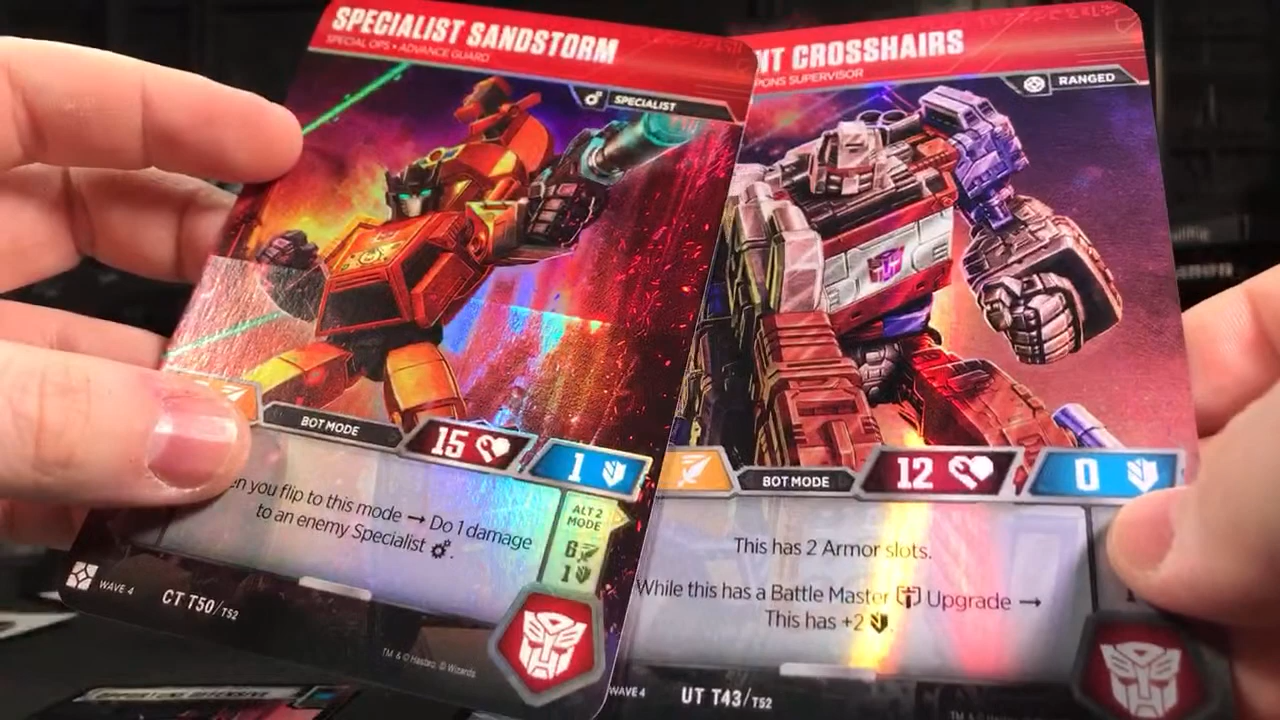 SPECIALIST SANDSTORM
SPECIAL OPS • ADVANCE GUARD
SPECIALIST
BOT MODE
15
1
en you flip to this mode → Do 1 damage
to an enemy Specialist
ALT 2
MODE
6
1
WAVE 4
CT T50/T52
TM & © Hasbro. © Wizards
NT CROSSHAIRS
PONS SUPERVISOR
RANGED
BOT MODE
12
0
This has 2 Armor slots.
While this has a Battle Master Upgrade →
This has +2
WAVE 4
UT T43/T52